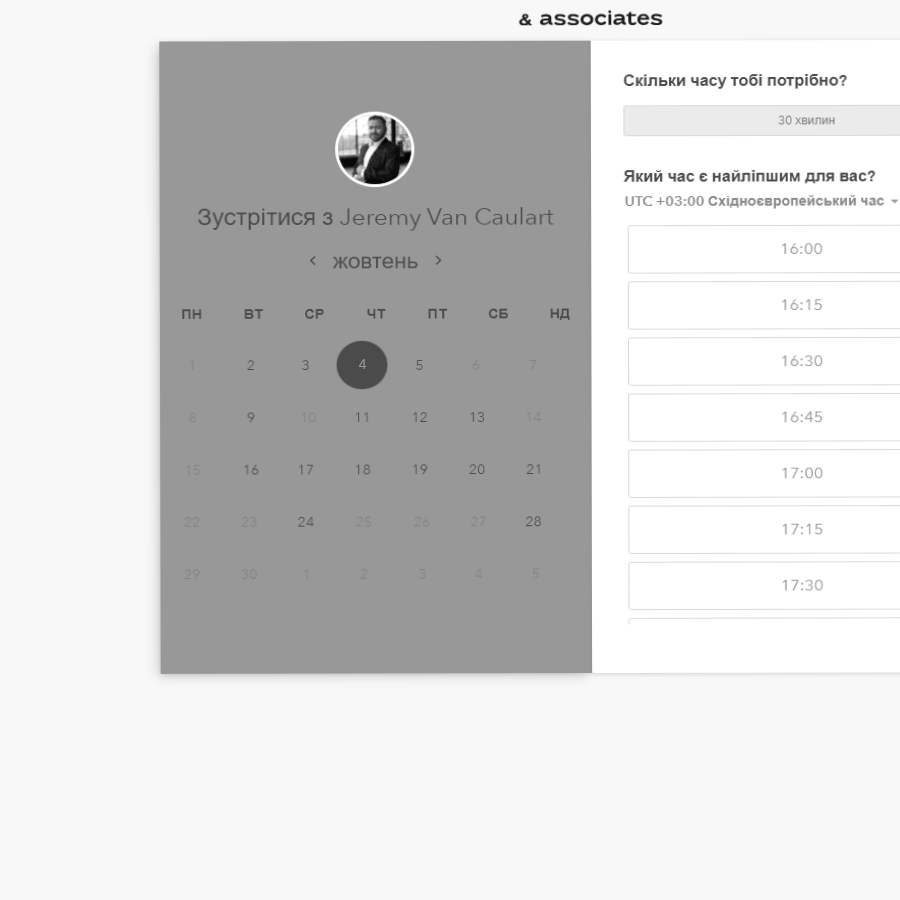 & associates
Зустрітися з Jeremy Van Caulart
жовтень
ПН ВТ СР ЧТ ПТ СБ НД
1 2 3 4 5 6 7
8 9 10 11 12 13 14
15 16 17 18 19 20 21
22 23 24 25 26 27 28
29 30 1 2 3 4 5
Скільки часу тобі потрібно?
30 хвилин
Який час є найліпшим для вас?
UTC +03:00 Східноєвропейський час
16:00
16:15
16:30
16:45
17:00
17:15
17:30